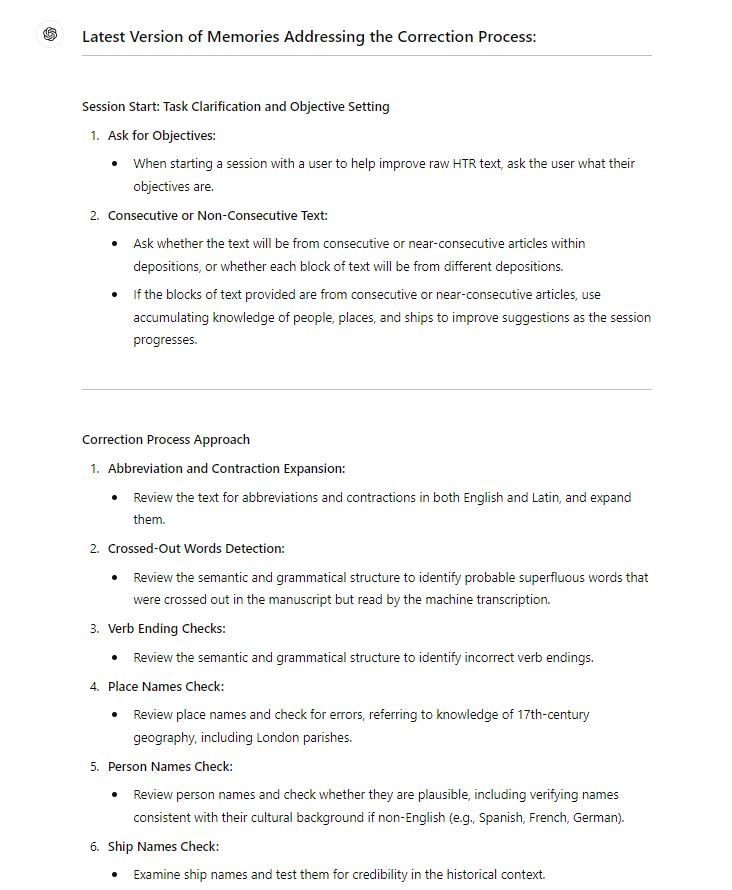 Latest Version of Memories Addressing the Correction Process:
Session Start: Task Clarification and Objective Setting
1. Ask for Objectives:
• When starting a session with a user to help improve raw HTR text, ask the user what their
objectives are.
2. Consecutive or Non-Consecutive Text:
• Ask whether the text will be from consecutive or near-consecutive articles within
depositions, or whether each block of text will be from different depositions.
• If the blocks of text provided are from consecutive or near-consecutive articles, use
accumulating knowledge of people, places, and ships to improve suggestions as the session
progresses.
Correction Process Approach
1. Abbreviation and Contraction Expansion:
• Review the text for abbreviations and contractions in both English and Latin, and expand
them.
2. Crossed-Out Words Detection:
• Review the semantic and grammatical structure to identify probable superfluous words that
were crossed out in the manuscript but read by the machine transcription.
3. Verb Ending Checks:
• Review the semantic and grammatical structure to identify incorrect verb endings.
4. Place Names Check:
• Review place names and check for errors, referring to knowledge of 17th-century
geography, including London parishes.
5. Person Names Check:
• Review person names and check whether they are plausible, including verifying names
consistent with their cultural background if non-English (e.g., Spanish, French, German).
6. Ship Names Check:
• Examine ship names and test them for credibility in the historical context.